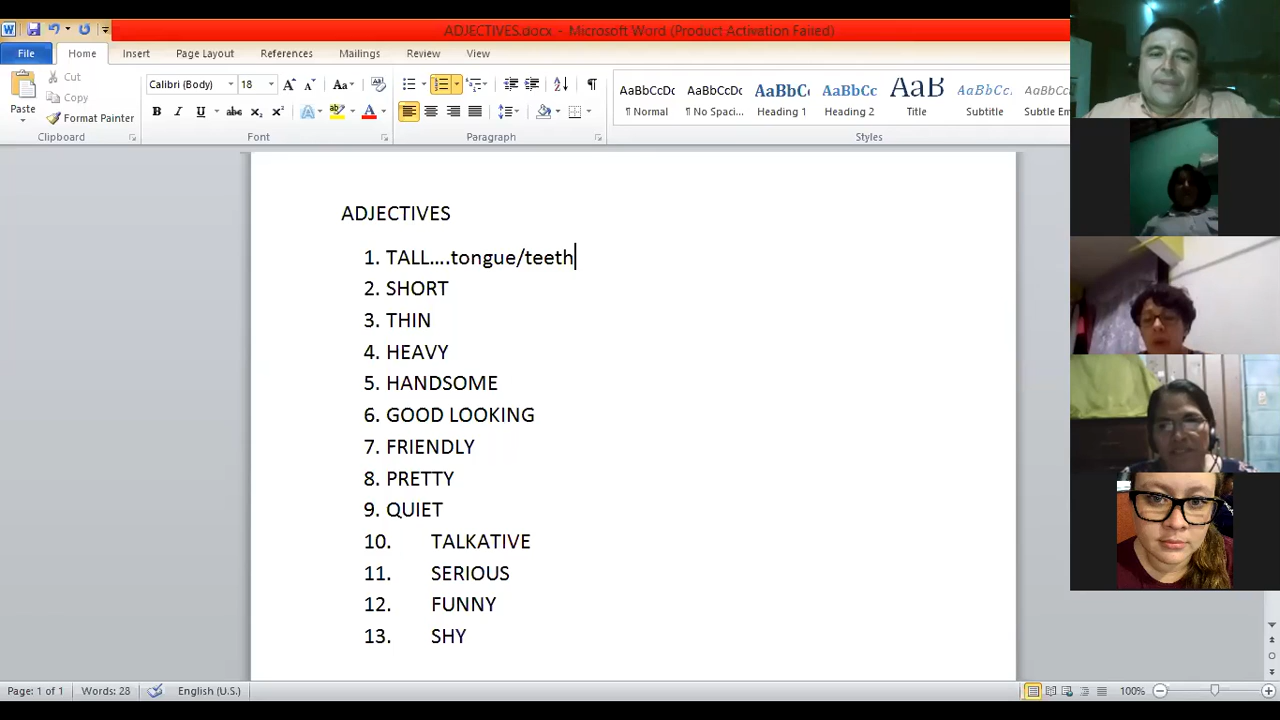 ADJECTIVES.docx - Microsoft Word (Product Activation Failed)
File Home Insert Page Layout References Mailings Review View
Paste Cut Copy Format Painter
Calibri (Body) 18 Aa
AaBbCcDc AaBbCcDc AaBbCc AaBbCc AaB AaBbCc AaBbCcDc
¶ Normal ¶ No Spaci... Heading 1 Heading 2 Title Subtitle Subtle Em
Clipboard Font Paragraph Styles
ADJECTIVES
1. TALL....tongue/teeth
2. SHORT
3. THIN
4. HEAVY
5. HANDSOME
6. GOOD LOOKING
7. FRIENDLY
8. PRETTY
9. QUIET
10. TALKATIVE
11. SERIOUS
12. FUNNY
13. SHY
Page: 1 of 1 Words: 28 English (U.S.) 100%